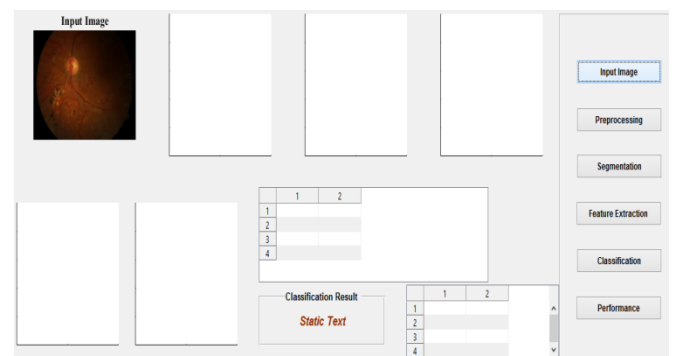 Input Image
Input Image
Preprocessing
Segmentation
Feature Extraction
Classification
Performance
1 2
1
2
3
4
Classification Result
Static Text
1 2
1
2
3
4